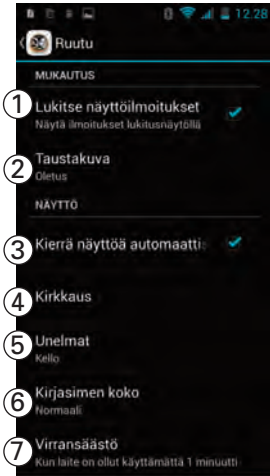 12.28
Ruutu
MUKAUTUS
1 Lukitse näyttöilmoitukset
Näytä ilmoitukset lukitusnäytöllä
2 Taustakuva
Oletus
NÄYTTÖ
3 Kierrä näyttöä automaatti
4 Kirkkaus
5 Unelmat
Kello
6 Kirjasimen koko
Normaali
7 Virransäästö
Kun laite on ollut käyttämättä 1 minuutti